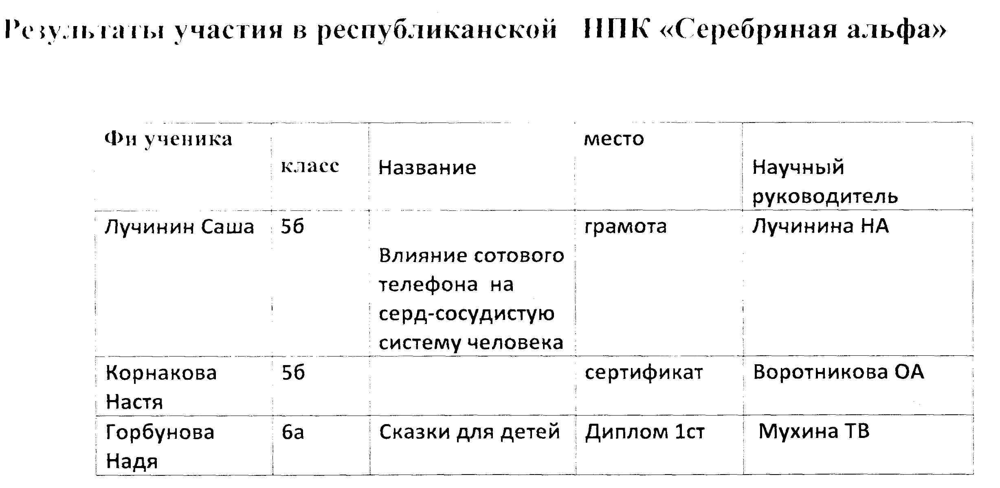 Результаты участия в республиканской НПК «Серебряная альфа»
Фи ученика
класс
Название
место
Научный
руководитель
Лучинин Саша
5б
Влияние сотового
телефона на
серд-сосудистую
систему человека
грамота
Лучинина НА
Корнакова
Настя
5б
сертификат
Воротникова ОА
Горбунова
Надя
6а
Сказки для детей
Диплом 1ст
Мухина ТВ